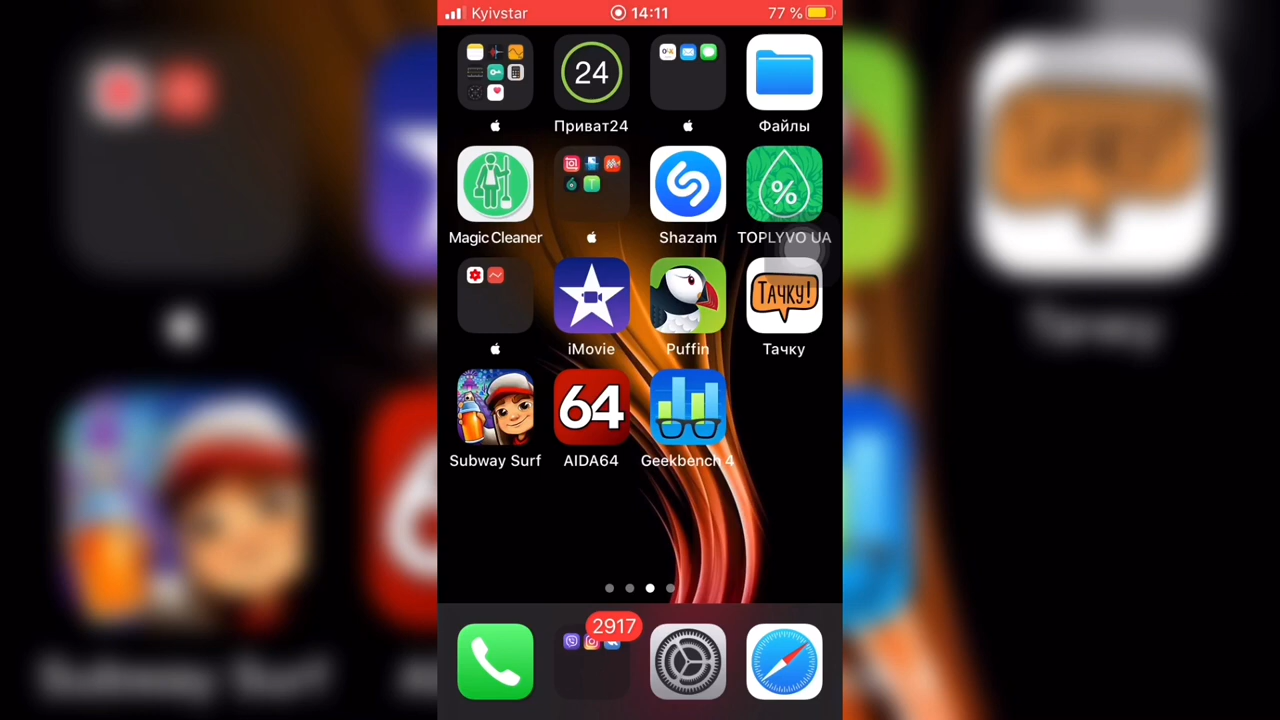 Kyivstar 14:11 77 %
24
Приват24 Файлы
%
Magic Cleaner Shazam TOPLYVO UA
ТАЧКУ!
iMovie Puffin Тачку
64
Subway Surf AIDA64 Geekbench 4
2917